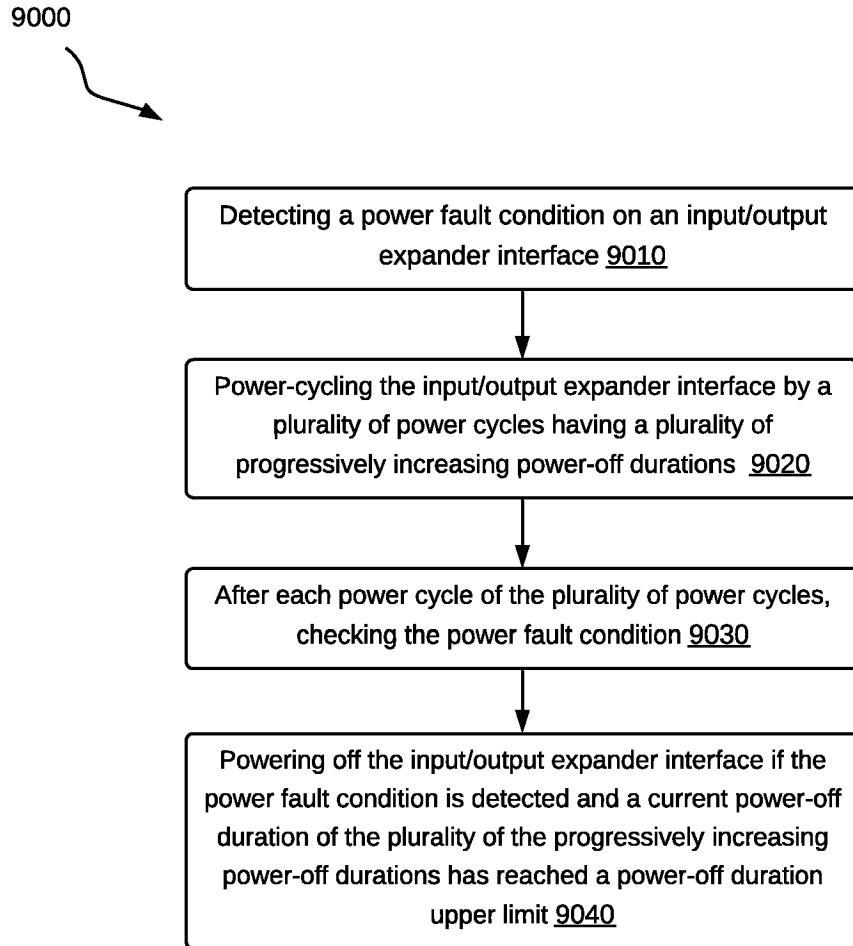 9000
Detecting a power fault condition on an input/output
expander interface 9010
Power-cycling the input/output expander interface by a
plurality of power cycles having a plurality of
progressively increasing power-off durations 9020
After each power cycle of the plurality of power cycles,
checking the power fault condition 9030
Powering off the input/output expander interface if the
power fault condition is detected and a current power-off
duration of the plurality of the progressively increasing
power-off durations has reached a power-off duration
upper limit 9040